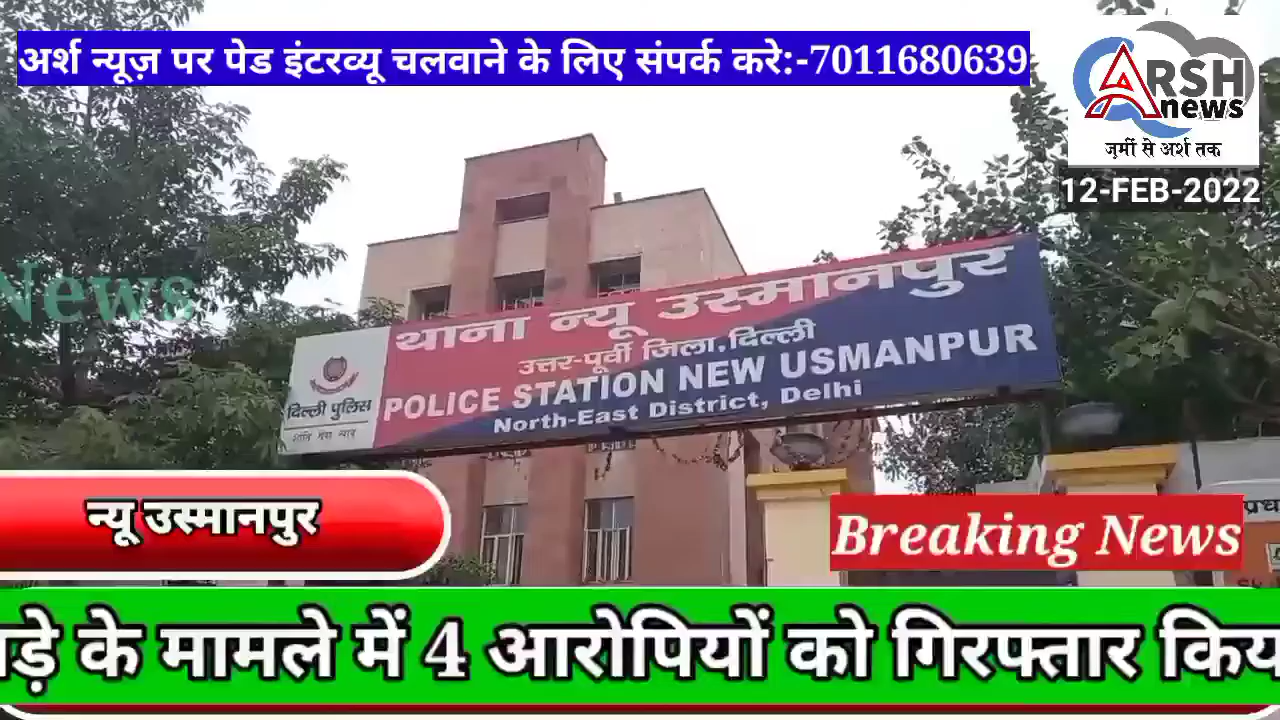 अर्श न्यूज़ पर पेड इंटरव्यू चलवाने के लिए संपर्क करे:-7011680639
ARSH
news
ज़मीं से अर्श तक
12-FEB-2022
News
थाना न्यू उस्मानपुर
उत्तर-पूर्वी जिला, दिल्ली
POLICE STATION NEW USMANPUR
North-East District, Delhi
दिल्ली पुलिस
शांति सेवा न्याय
न्यू उस्मानपुर
Breaking News
के मामले में 4 आरोपियों को गिरफ्तार